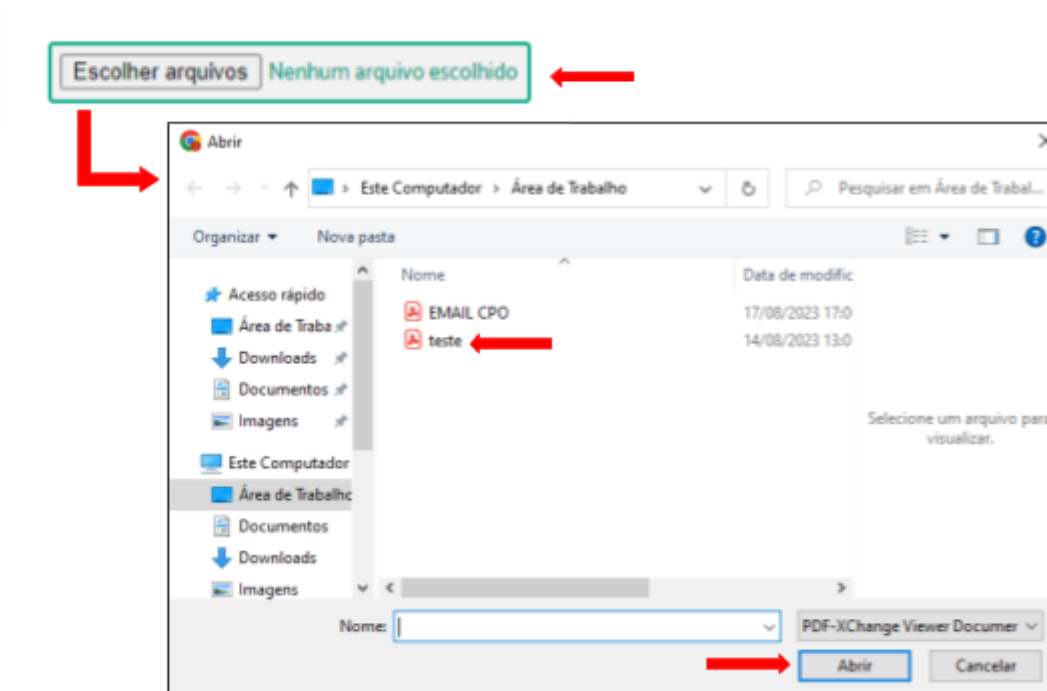 Escolher arquivos Nenhum arquivo escolhido
Abrir
Este Computador > Área de Trabalho
Pesquisar em Área de Trabal...
Organizar Nova pasta
Nome Data de modific
Acesso rápido
Área de Traba
Downloads
Documentos
Imagens
Este Computador
Área de Trabalho
Documentos
Downloads
Imagens
EMAIL CPO 17/08/2023 17:0
teste 14/08/2023 13:0
Selecione um arquivo para
visualizar.
Nome: PDF-XChange Viewer Documer
Abrir Cancelar